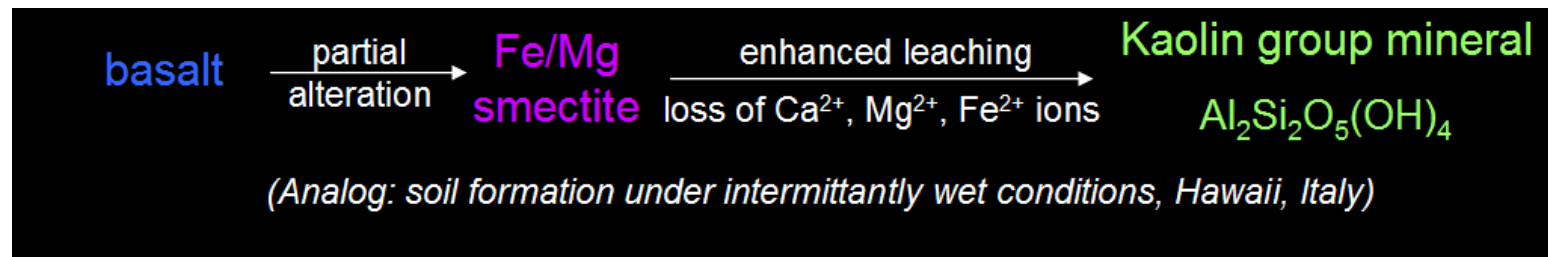 basalt
partial
alteration
Fe/Mg
smectite
enhanced leaching
loss of Ca²⁺, Mg²⁺, Fe²⁺ ions
Kaolin group mineral
Al₂Si₂O₅(OH)₄
(Analog: soil formation under intermittantly wet conditions, Hawaii, Italy)